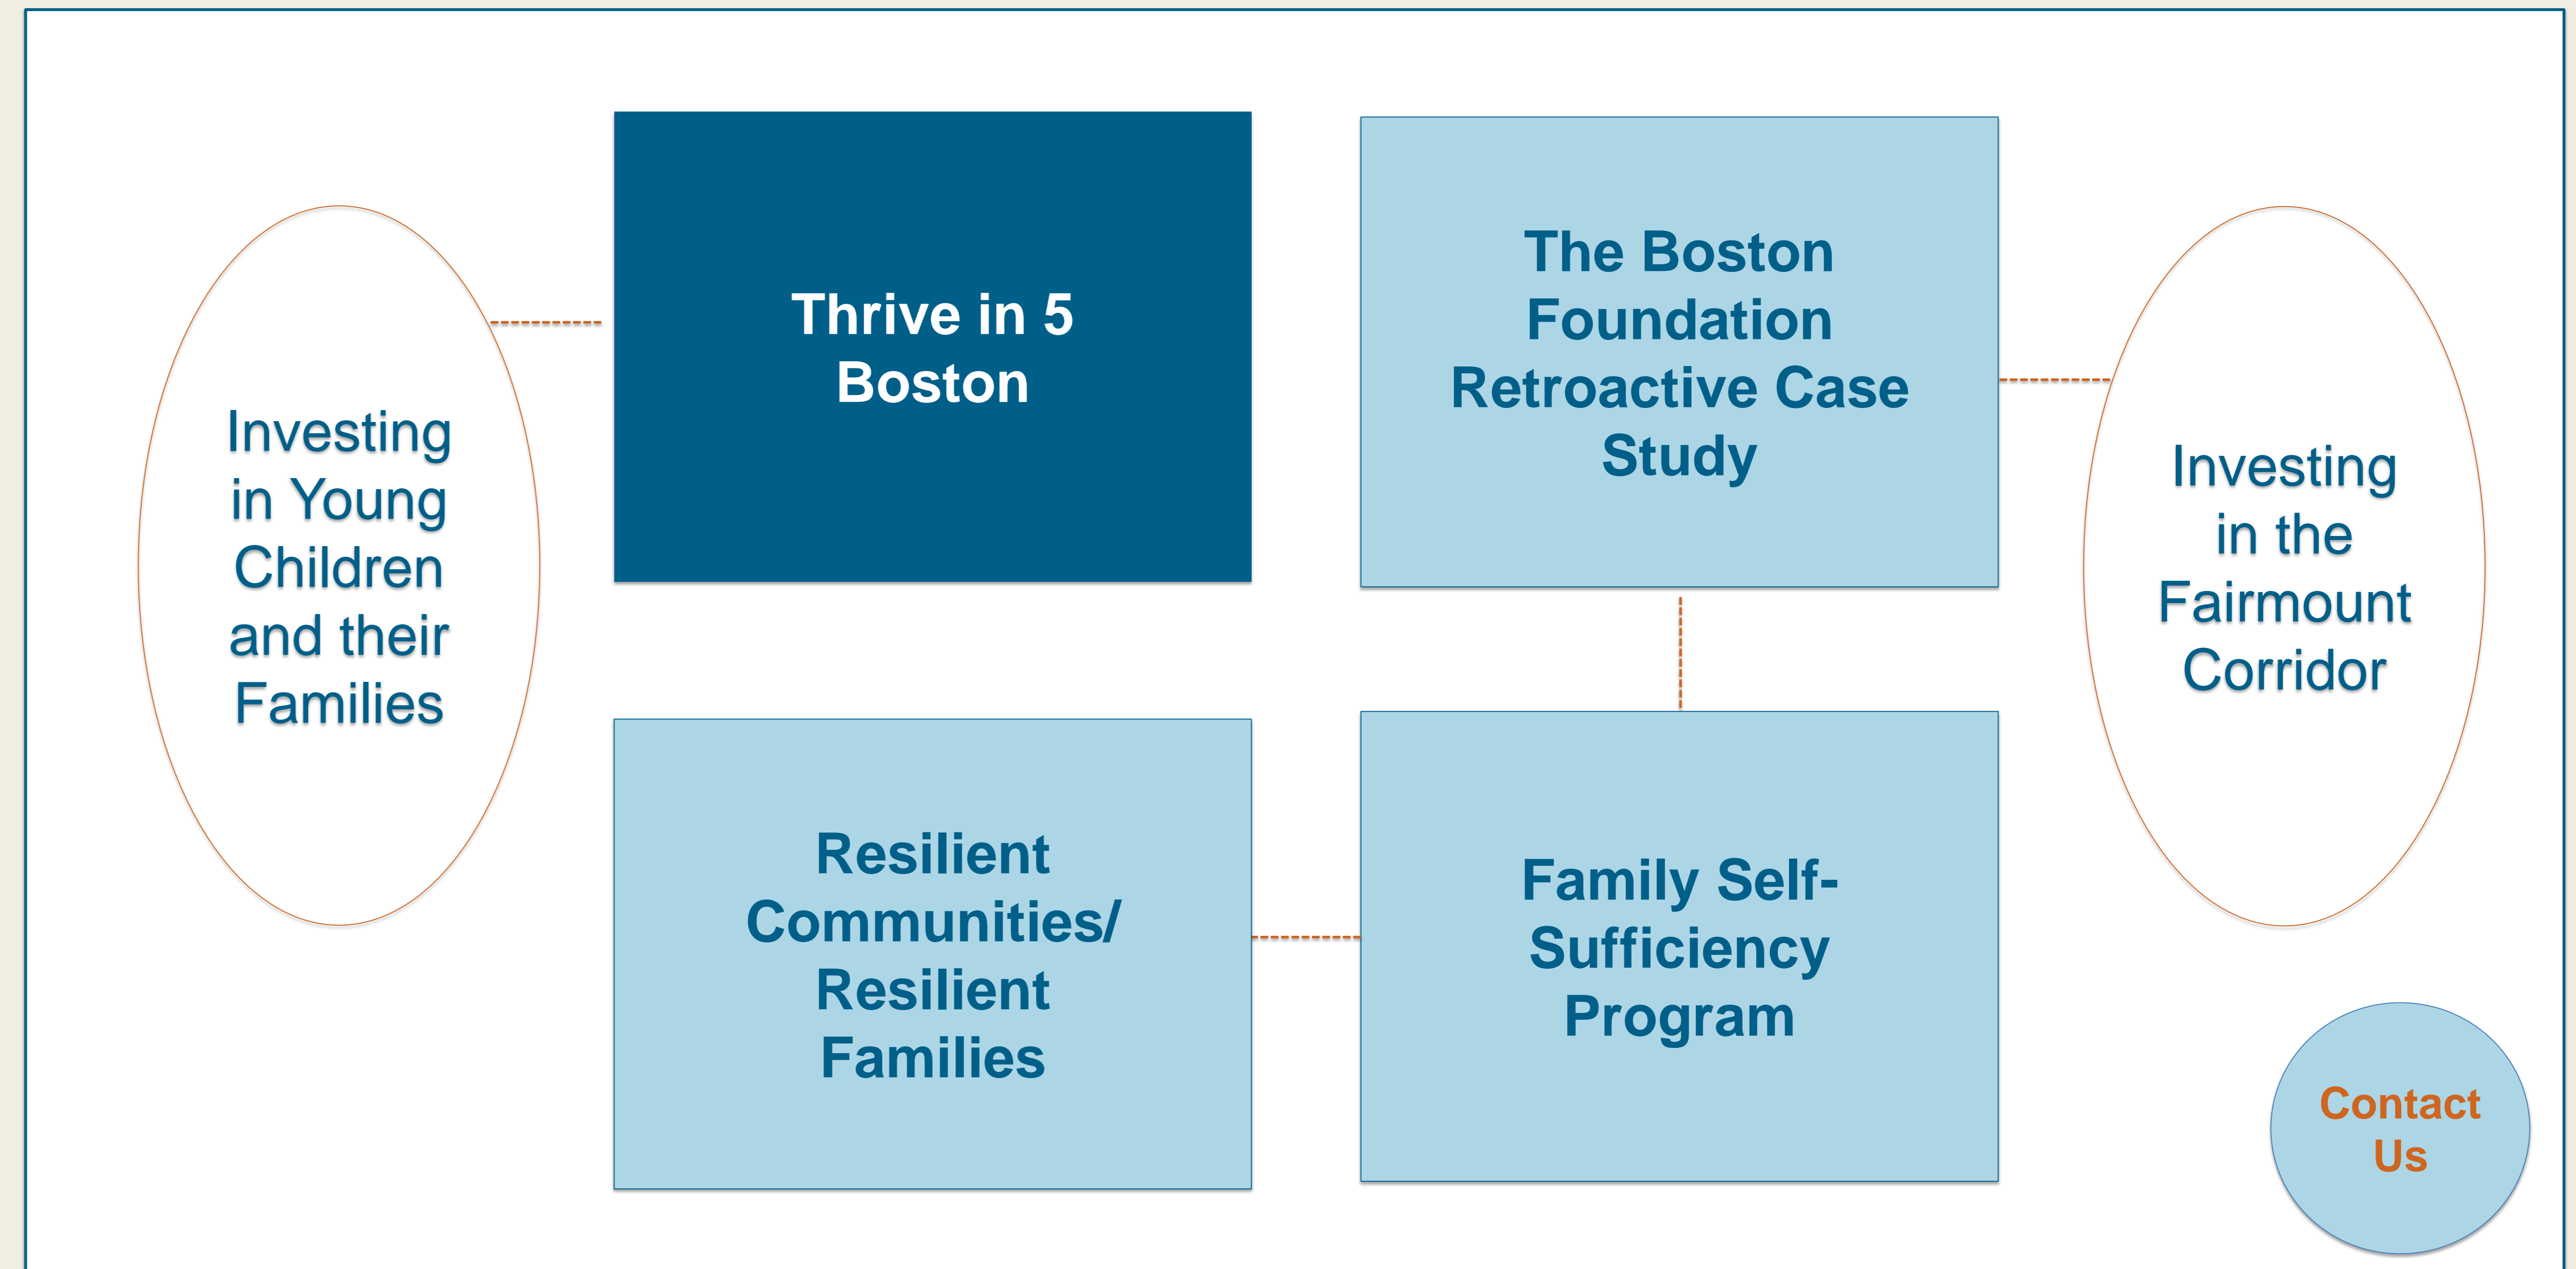 Investing
in Young
Children
and their
Families
Thrive in 5
Boston
The Boston
Foundation
Retroactive Case
Study
Investing
in the
Fairmount
Corridor
Resilient
Communities/
Resilient
Families
Family Self-
Sufficiency
Program
Contact
Us